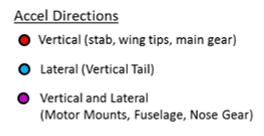 Accel Directions
Vertical (stab, wing tips, main gear)
Lateral (Vertical Tail)
Vertical and Lateral
(Motor Mounts, Fuselage, Nose Gear)